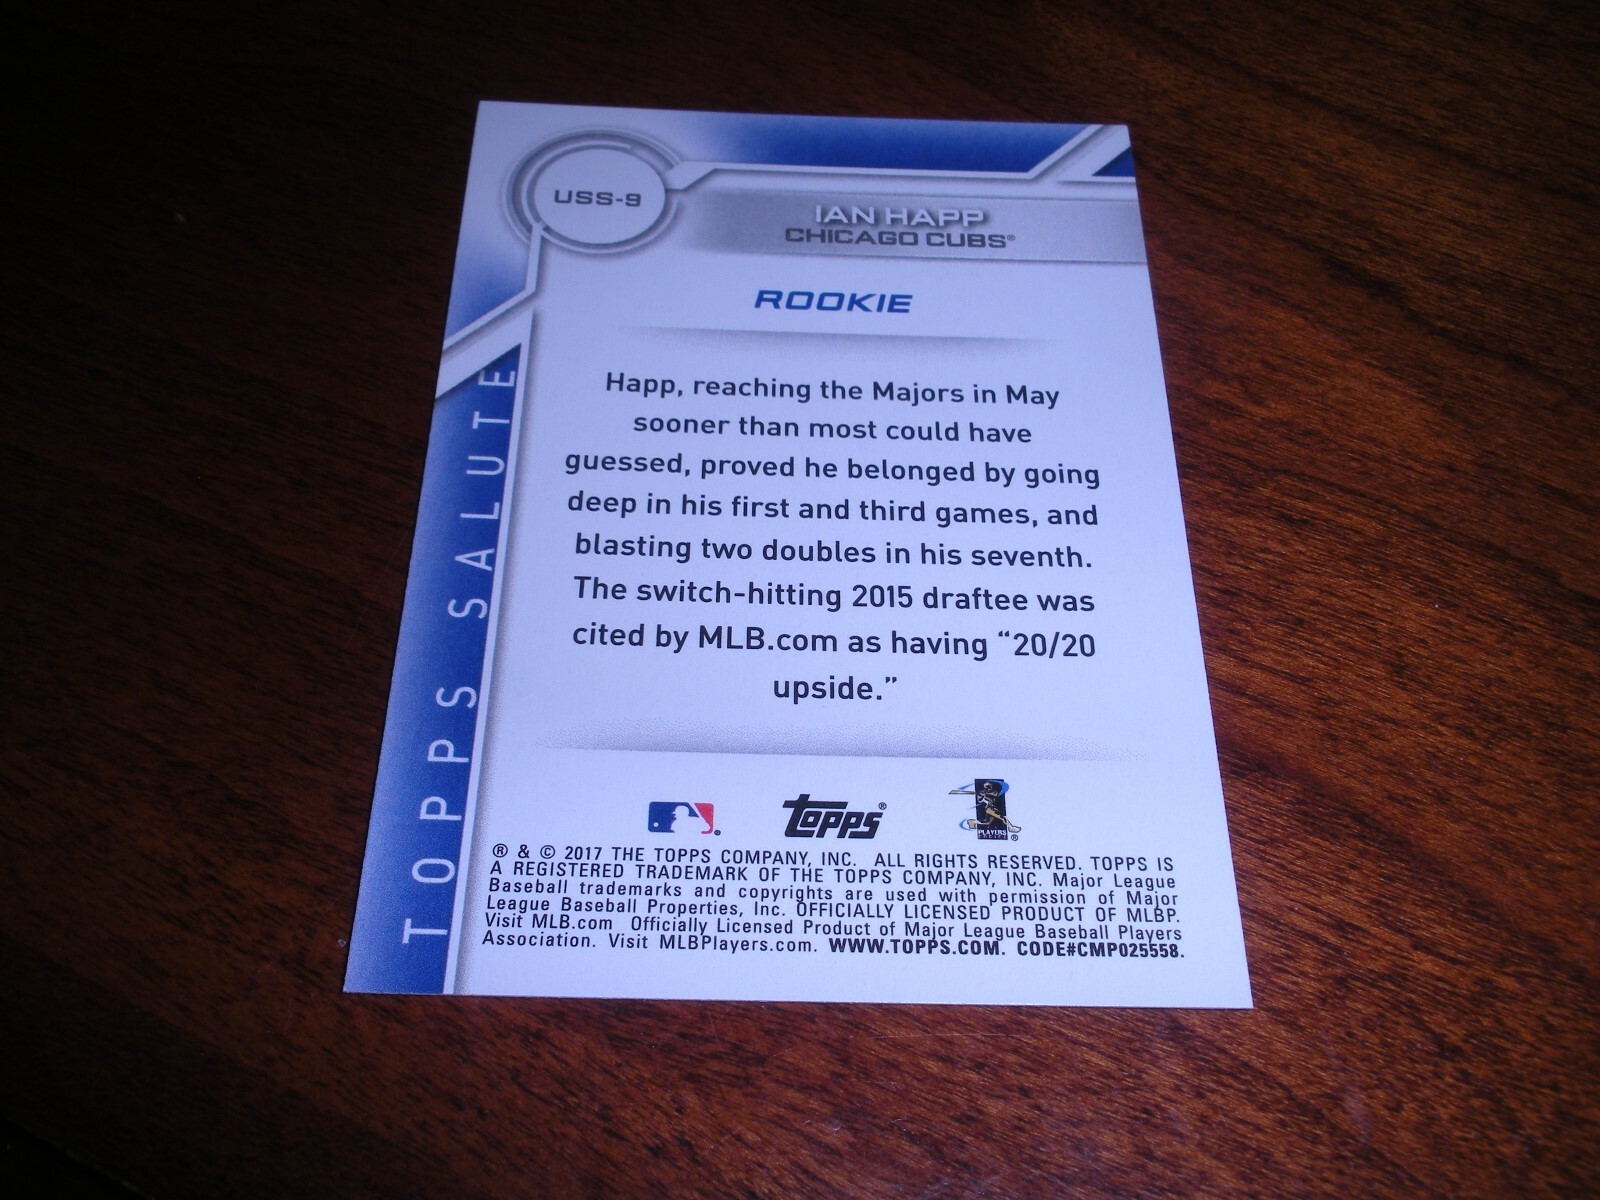 USS-9
IAN HAPP
CHICAGO CUBS®
ROOKIE
Happ, reaching the Majors in May
sooner than most could have
guessed, proved he belonged by going
deep in his first and third games, and
blasting two doubles in his seventh.
The switch-hitting 2015 draftee was
cited by MLB.com as having “20/20
upside.”
TOPPS SALUTE
topps®
PLAYERS
® & © 2017 THE TOPPS COMPANY, INC. ALL RIGHTS RESERVED. TOPPS IS
A REGISTERED TRADEMARK OF THE TOPPS COMPANY, INC. Major League
Baseball trademarks and copyrights are used with permission of Major
League Baseball Properties, Inc. OFFICIALLY LICENSED PRODUCT OF MLBP.
Visit MLB.com Officially Licensed Product of Major League Baseball Players
Association. Visit MLBPlayers.com. WWW.TOPPS.COM. CODE#CMP025558.